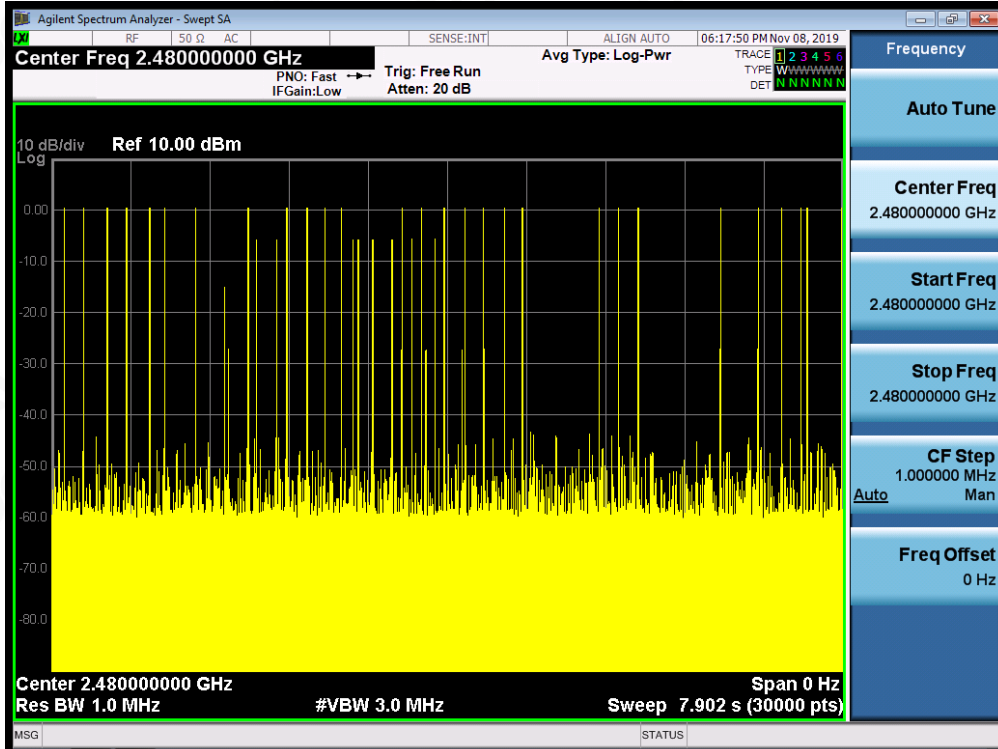 Agilent Spectrum Analyzer - Swept SA
LXI RF 50 Ω AC SENSE:INT ALIGN AUTO 06:17:50 PM Nov 08, 2019
Center Freq 2.480000000 GHz
PNO: Fast
IFGain:Low
Trig: Free Run
Atten: 20 dB
Avg Type: Log-Pwr
TRACE 1 2 3 4 5 6
TYPE WWWWWW
DET N N N N N N
10 dB/div Ref 10.00 dBm
Log
0.00
-10.0
-20.0
-30.0
-40.0
-50.0
-60.0
-70.0
-80.0
Center 2.480000000 GHz Span 0 Hz
Res BW 1.0 MHz #VBW 3.0 MHz Sweep 7.902 s (30000 pts)
MSG STATUS
Frequency
Auto Tune
Center Freq
2.480000000 GHz
Start Freq
2.480000000 GHz
Stop Freq
2.480000000 GHz
CF Step
1.000000 MHz
Auto Man
Freq Offset
0 Hz